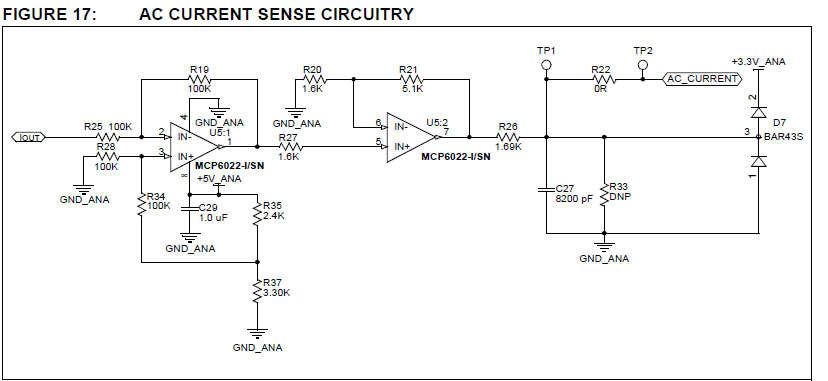 FIGURE 17: AC CURRENT SENSE CIRCUITRY
R19
100K
R20
1.6K
R21
5.1K
TP1
R22
0R
TP2
AC_CURRENT
+3.3V_ANA
GND_ANA
GND_ANA
4
U5:1
2
IN-
3
IN+
1
8
MCP6022-I/SN
R25 100K
IOUT
R28
100K
GND_ANA
R27
1.6K
6
IN-
5
IN+
U5:2
7
MCP6022-I/SN
R26
1.69K
2
D7
3
BAR43S
1
+5V_ANA
R34
100K
C29
1.0 uF
GND_ANA
R35
2.4K
R37
3.30K
GND_ANA
C27
8200 pF
R33
DNP
GND_ANA